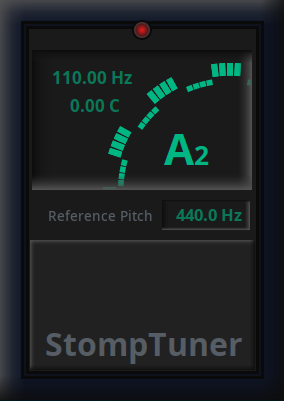 110.00 Hz
0.00 C
A2
Reference Pitch 440.0 Hz
StompTuner